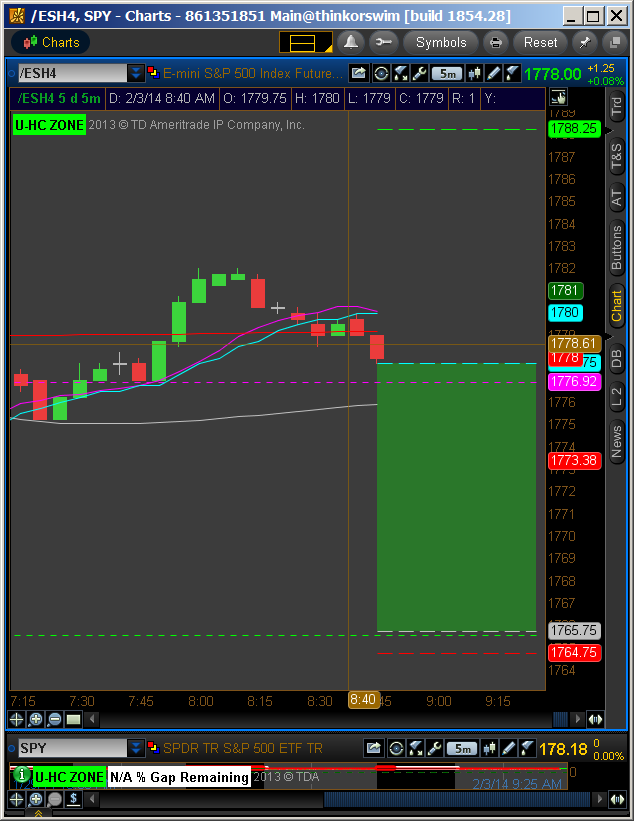 /ESH4, SPY - Charts - 861351851 Main@thinkorswim [build 1854.28]
Charts Symbols Reset
/ESH4 E-mini S&P 500 Index Future... 5m 1778.00 +1.25
+0.08%
/ESH4 5 d 5m D: 2/3/14 8:40 AM O: 1779.75 H: 1780 L: 1779 C: 1779 R: 1 Y:
U-HC ZONE 2013 © TD Ameritrade IP Company, Inc.
1789
1788.25
1787
1786
1785
1784
1783
1782
1781
1780
1779
1778.61
1778
75
1776.92
1776
1775
1774
1773.38
1772
1771
1770
1769
1768
1767
1765.75
1764.75
1764
Trd
T&S
AT
Buttons
Chart
DB
L2
News
7:15 7:30 7:45 8:00 8:15 8:30 8:40 :45 9:00 9:15
SPY SPDR TR S&P 500 ETF TR 5m 178.18 0
0.00%
U-HC ZONE N/A % Gap Remaining 2013 © TDA 0
2/3/14 9:25 AM
$